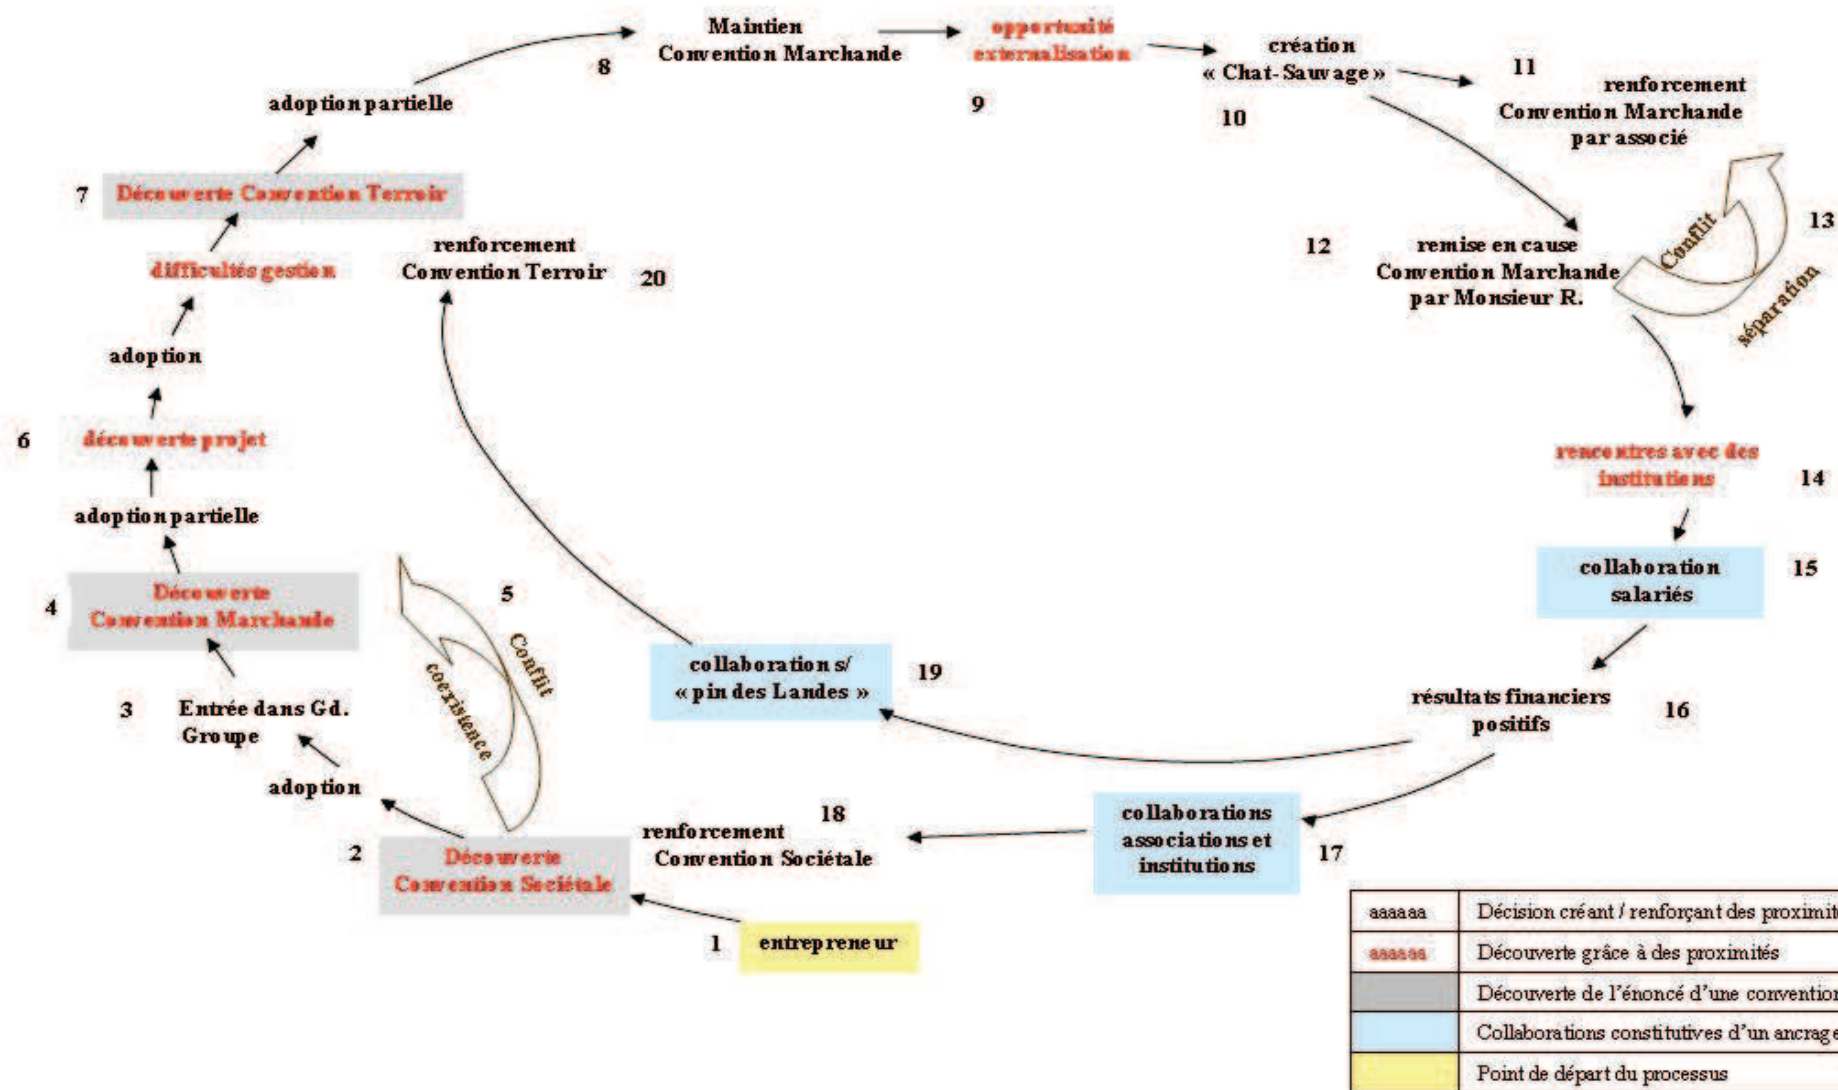 Maintien
Convention Marchande
8
opportunité
externalisation
9
création
« Chat-Sauvage »
10
11
renforcement
Convention Marchande
par associé
adoption partielle
7
Découverte Convention Terroir
difficultés gestion
renforcement
Convention Terroir
20
12
remise en cause
Convention Marchande
par Monsieur R.
Conflit
séparation
13
adoption
6
découverte projet
adoption partielle
rencontres avec des
institutions
14
4
Découverte
Convention Marchande
5
Conflit
coexistence
collaboration
salariés
15
3
Entrée dans Gd.
Groupe
collaboration s/
« pin des Landes »
19
résultats financiers
positifs
16
adoption
2
Découverte
Convention Sociétale
18
renforcement
Convention Sociétale
collaborations
associations et
institutions
17
1
entrepreneur
aaaaaa Décision créant / renforçant des proximit
aaaaaa Découverte grâce à des proximités
Découverte de l'énoncé d'une convention
Collaborations constitutives d'un ancrage
Point de départ du processus